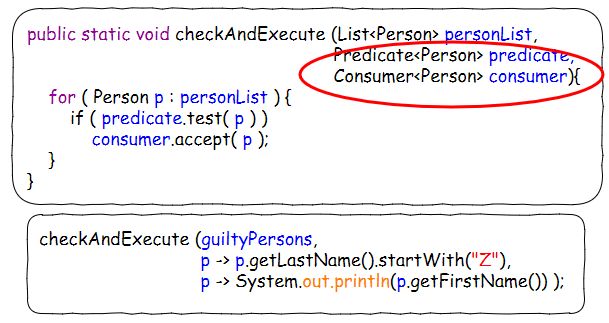 public static void checkAndExecute (List<Person> personList,
Predicate<Person> predicate,
Consumer<Person> consumer){
for ( Person p : personList ) {
if ( predicate.test( p ) )
consumer.accept( p );
}
}
checkAndExecute (guiltyPersons,
p -> p.getLastName().startWith("Z"),
p -> System.out.println(p.getFirstName()) );